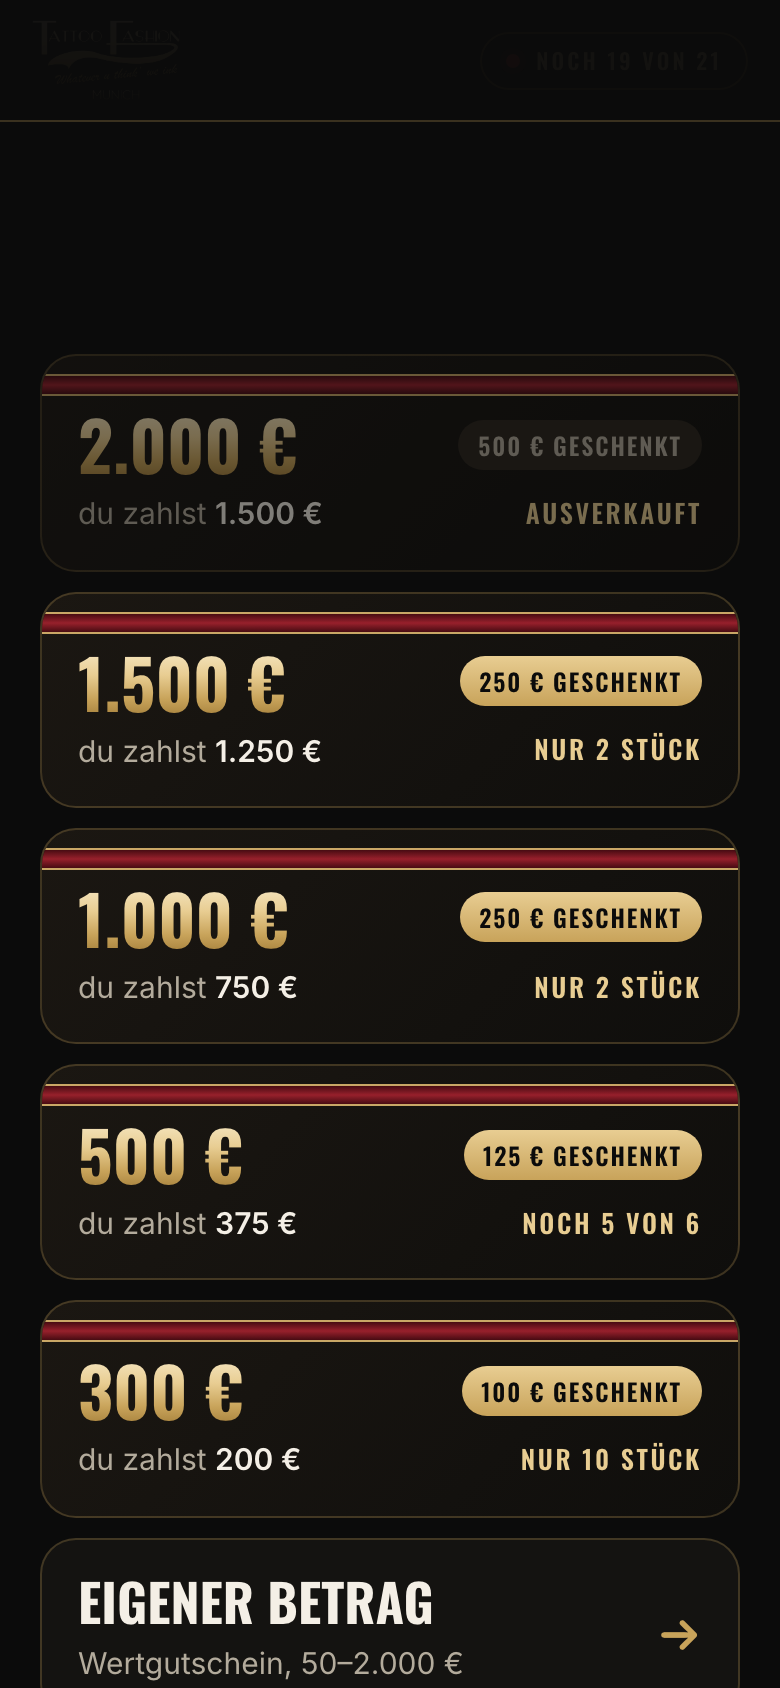 TATTOO FASHION
NOCH 19 VON 21
2.000 €
500 € GESCHENKT
du zahlst 1.500 €
AUSVERKAUFT
1.500 €
250 € GESCHENKT
du zahlst 1.250 €
NUR 2 STÜCK
1.000 €
250 € GESCHENKT
du zahlst 750 €
NUR 2 STÜCK
500 €
125 € GESCHENKT
du zahlst 375 €
NOCH 5 VON 6
300 €
100 € GESCHENKT
du zahlst 200 €
NUR 10 STÜCK
EIGENER BETRAG
Wertgutschein, 50–2.000 €